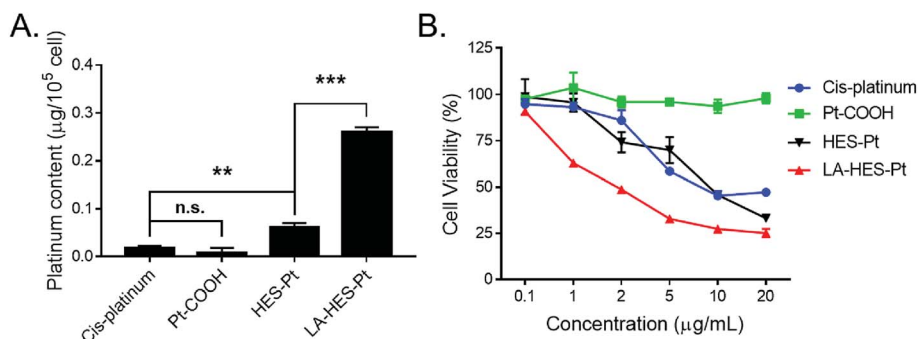 A.
Platinum content (μg/10⁵ cell)
0.4
0.3
0.2
0.1
0.0
n.s.
**
***
Cis-platinum
Pt-COOH
HES-Pt
LA-HES-Pt
B.
Cell Viability (%)
125
100
75
50
25
0
0.1 1 2 5 10 20
Concentration (μg/mL)
Cis-platinum
Pt-COOH
HES-Pt
LA-HES-Pt